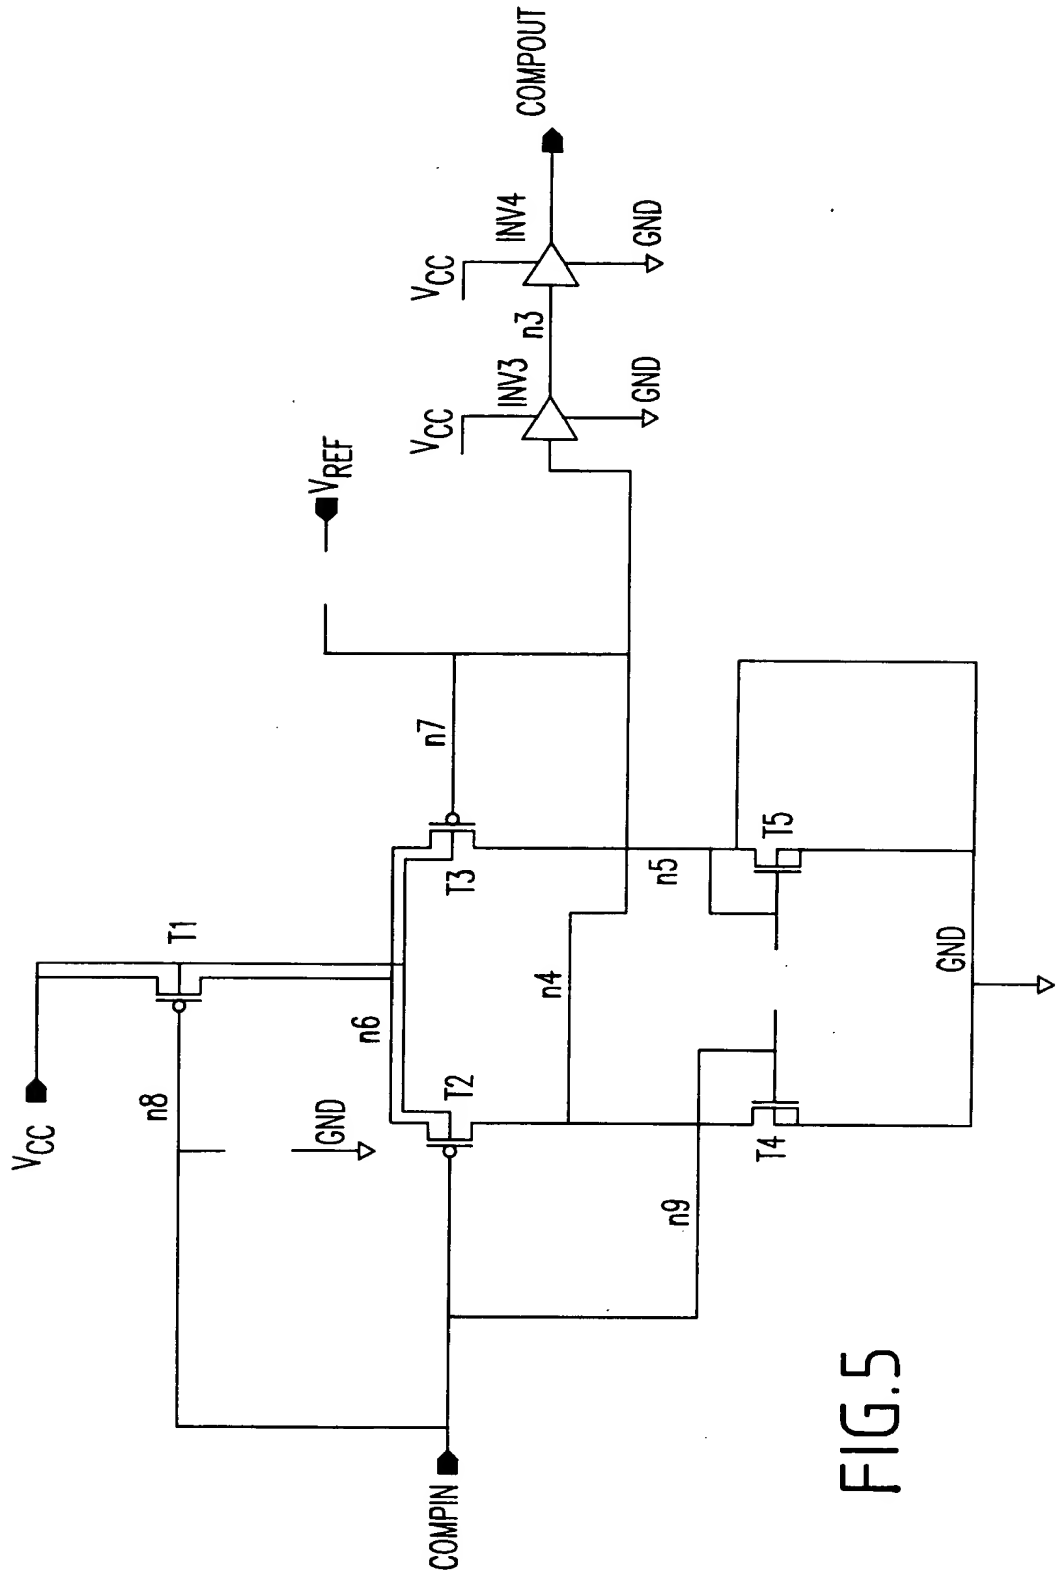 VCC
n8
T1
GND
n6
T2
T3
n7
VREF
COMPIN
n9
n4
n5
T4
T5
GND
VCC
INV3
GND
n3
VCC
INV4
GND
COMPOUT
FIG.5